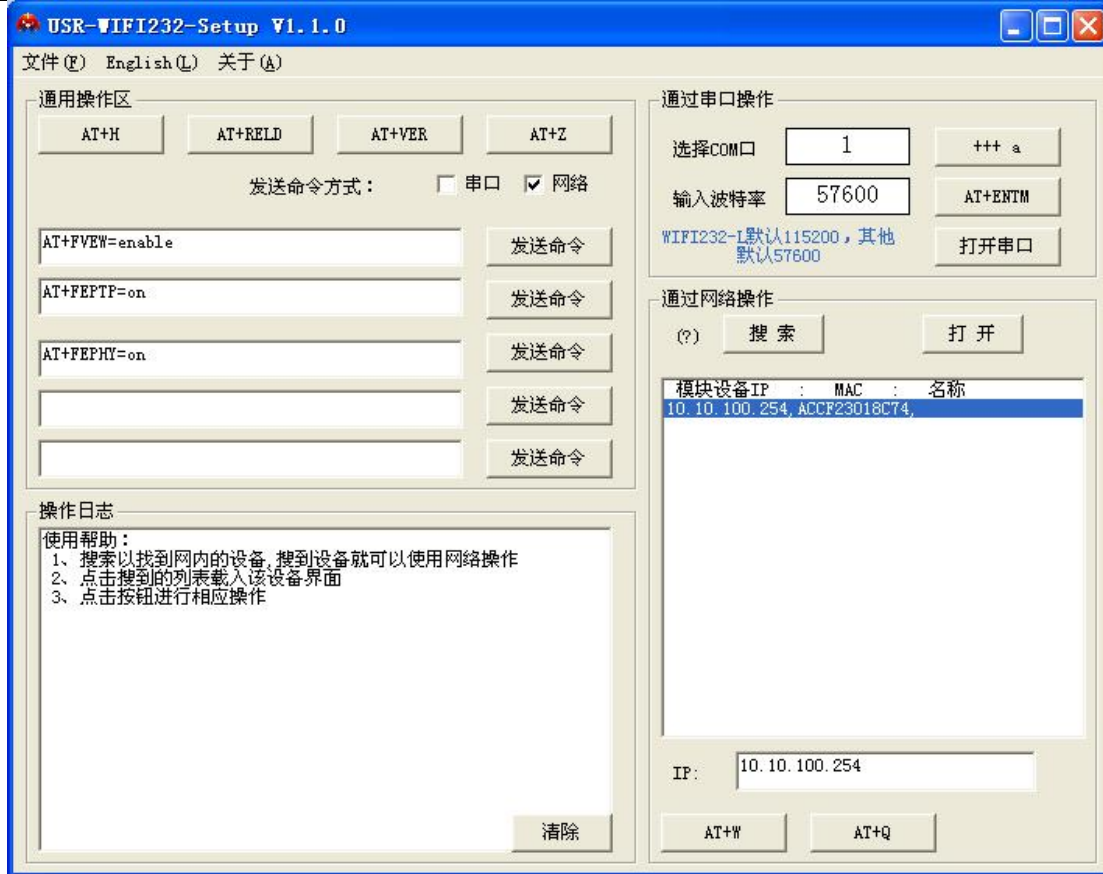 USR-WIFI232-Setup V1.1.0
文件(F) English(L) 关于(A)
通用操作区
AT+H AT+RELD AT+VER AT+Z
发送命令方式： 串口 网络
AT+FVEW=enable 发送命令
AT+FEPTP=on 发送命令
AT+FEPHY=on 发送命令
发送命令
发送命令
操作日志
使用帮助：
1、搜索以找到网内的设备,搜到设备就可以使用网络操作
2、点击搜到的列表载入该设备界面
3、点击按钮进行相应操作
清除
通过串口操作
选择COM口 1 +++ a
输入波特率 57600 AT+ENTM
WIFI232-L默认115200，其他
默认57600
打开串口
通过网络操作
(?) 搜 索 打 开
模块设备IP : MAC : 名称
10.10.100.254,ACCF23018C74,
IP: 10.10.100.254
AT+W AT+Q